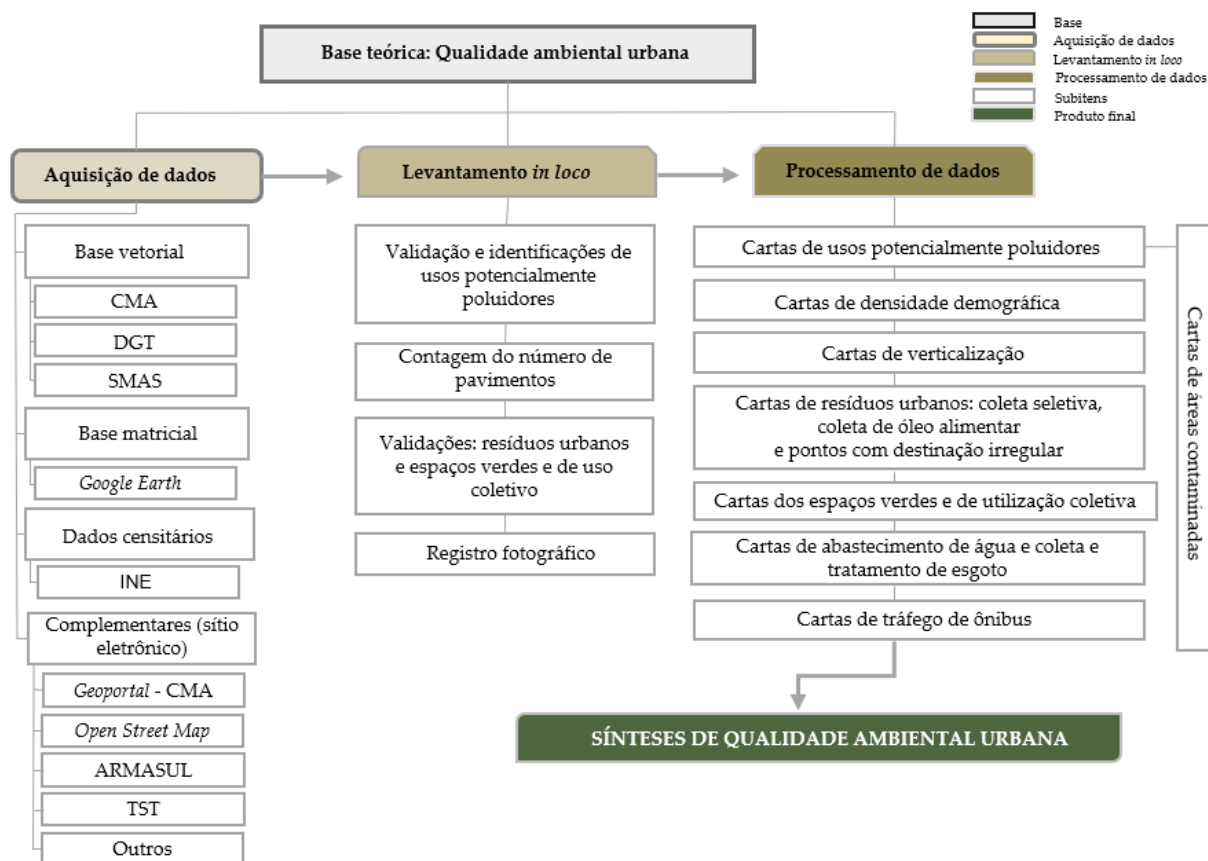 Base teórica: Qualidade ambiental urbana
Base
Aquisição de dados
Levantamento in loco
Processamento de dados
Subitens
Produto final
Aquisição de dados
Levantamento in loco
Processamento de dados
Base vetorial
CMA
DGT
SMAS
Base matricial
Google Earth
Dados censitários
INE
Complementares (sítio
eletrônico)
Geoportal - CMA
Open Street Map
ARMASUL
TST
Outros
Validação e identificações de
usos potencialmente
poluidores
Contagem do número de
pavimentos
Validações: resíduos urbanos
e espaços verdes e de uso
coletivo
Registro fotográfico
Cartas de usos potencialmente poluidores
Cartas de densidade demográfica
Cartas de verticalização
Cartas de resíduos urbanos: coleta seletiva,
coleta de óleo alimentar
e pontos com destinação irregular
Cartas dos espaços verdes e de utilização coletiva
Cartas de abastecimento de água e coleta e
tratamento de esgoto
Cartas de tráfego de ônibus
Cartas de áreas contaminadas
SÍNTESES DE QUALIDADE AMBIENTAL URBANA